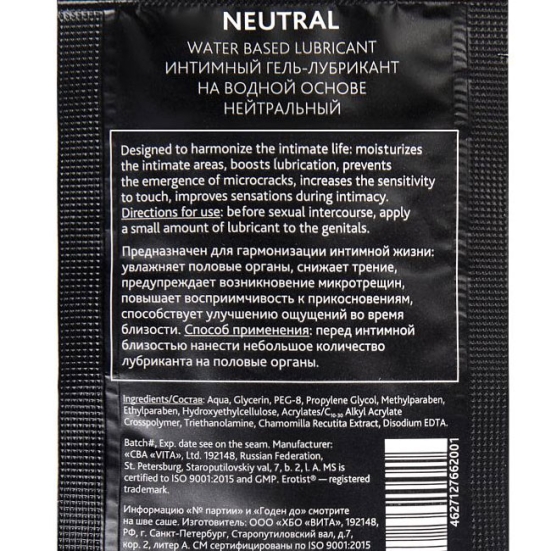 NEUTRAL
WATER BASED LUBRICANT
ИНТИМНЫЙ ГЕЛЬ-ЛУБРИКАНТ
НА ВОДНОЙ ОСНОВЕ
НЕЙТРАЛЬНЫЙ
Designed to harmonize the intimate life: moisturizes
the intimate areas, boosts lubrication, prevents
the emergence of microcracks, increases the sensitivity
to touch, improves sensations during intimacy.
Directions for use: before sexual intercourse, apply
a small amount of lubricant to the genitals.
Предназначен для гармонизации интимной жизни:
увлажняет половые органы, снижает трение,
предупреждает возникновение микротрещин,
повышает восприимчивость к прикосновениям,
способствует улучшению ощущений во время
близости. Способ применения: перед интимной
близостью нанести небольшое количество
лубриканта на половые органы.
Ingredients/Состав: Aqua, Glycerin, PEG-8, Propylene Glycol, Methylparaben,
Ethylparaben, Hydroxyethylcellulose, Acrylates/C10-30 Alkyl Acrylate
Crosspolymer, Triethanolamine, Chamomilla Recutita Extract, Disodium EDTA.
Batch#, Exp. date see on the seam. Manufacturer:
«CBA «VITA», Ltd. 192148, Russian Federation,
St. Petersburg, Staroputilovskiy val, 7, b. 2, l. A. MS is
certified to ISO 9001:2015 and GMP. Erotist® — registered
trademark.
Информацию «№ партии» и «Годен до» смотрите
на шве саше. Изготовитель: ООО «ХБО «ВИТА», 192148,
РФ, г. Санкт-Петербург, Старопутиловский вал, д.7,
кор. 2, литер А. СМ сертифицированы по ISO 9001:2015
4627127662001